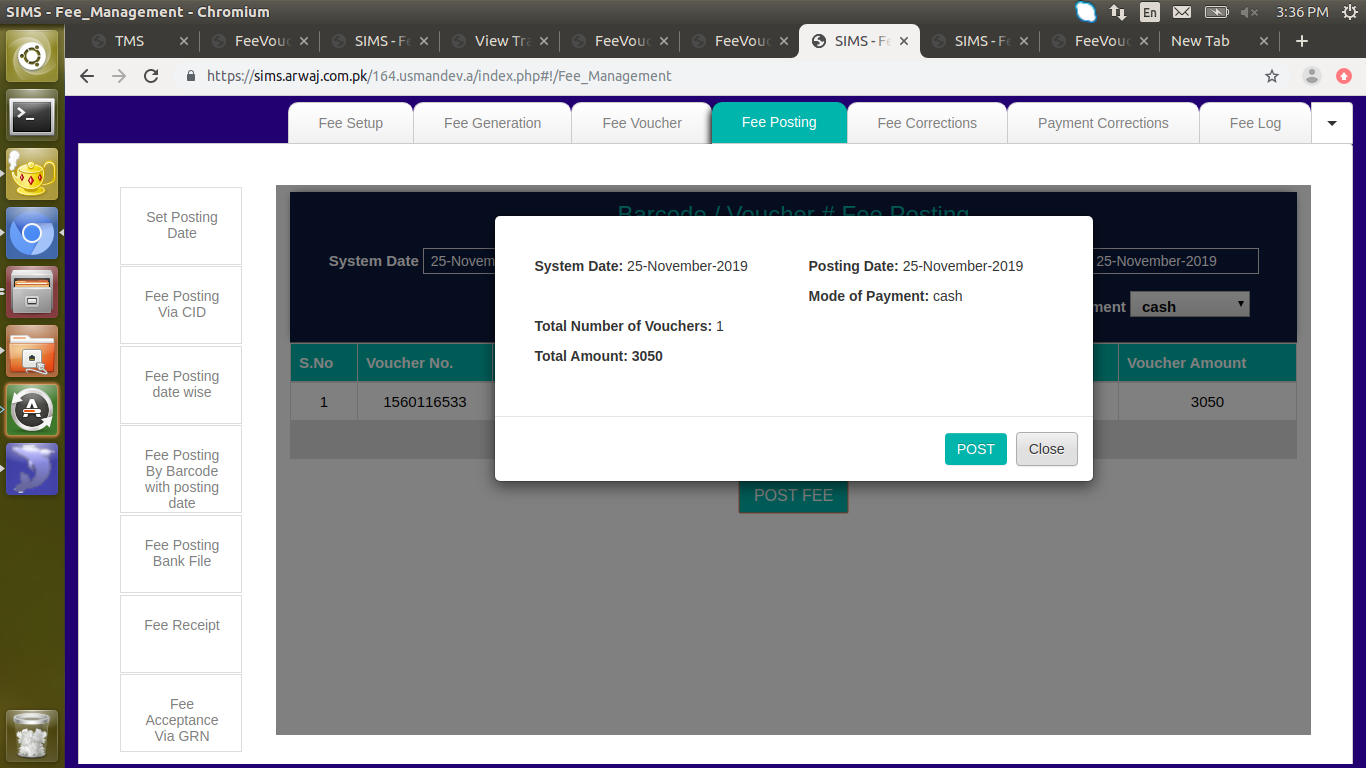 SIMS - Fee_Management - Chromium
En
3:36 PM
TMS
FeeVouc
SIMS - Fe
View Tra
FeeVouc
FeeVouc
SIMS - Fe
SIMS - Fe
FeeVouc
New Tab
https://sims.arwaj.com.pk/164.usmandev.a/index.php#!/Fee_Management
Fee Setup
Fee Generation
Fee Voucher
Fee Posting
Fee Corrections
Payment Corrections
Fee Log
Set Posting
Date
Fee Posting
Via CID
Fee Posting
date wise
Fee Posting
By Barcode
with posting
date
Fee Posting
Bank File
Fee Receipt
Fee
Acceptance
Via GRN
Barcode / Voucher # Fee Posting
System Date 25-Novem
25-November-2019
ment cash
S.No Voucher No. Voucher Amount
1 1560116533 3050
System Date: 25-November-2019 Posting Date: 25-November-2019
Mode of Payment: cash
Total Number of Vouchers: 1
Total Amount: 3050
POST Close
POST FEE